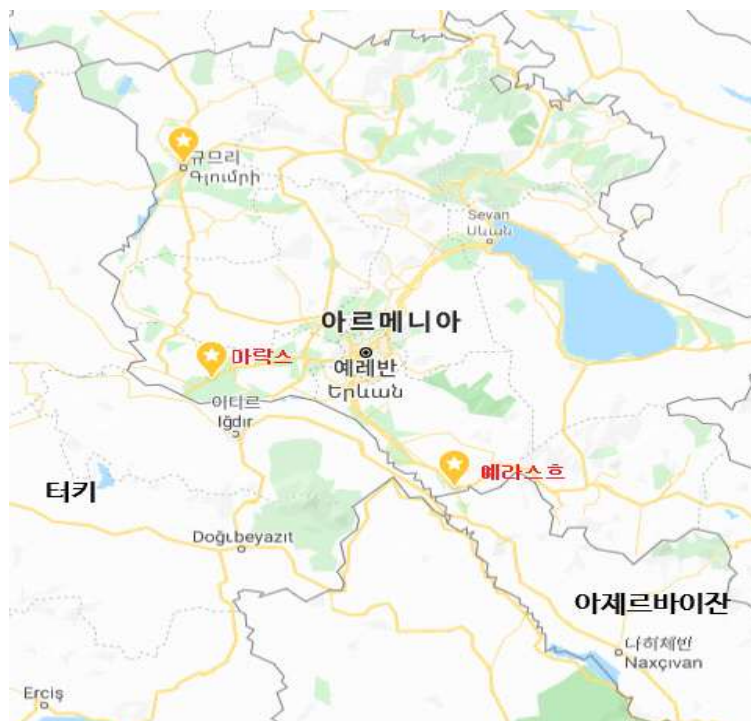 규므리
Գյումրի
Sevan
Սևան
아르메니아
마락스
예레반
Երևան
이디르
Iğdır
예라스흐
터키
Doğubeyazıt
아제르바이잔
나히체반
Naxçıvan
Erciş